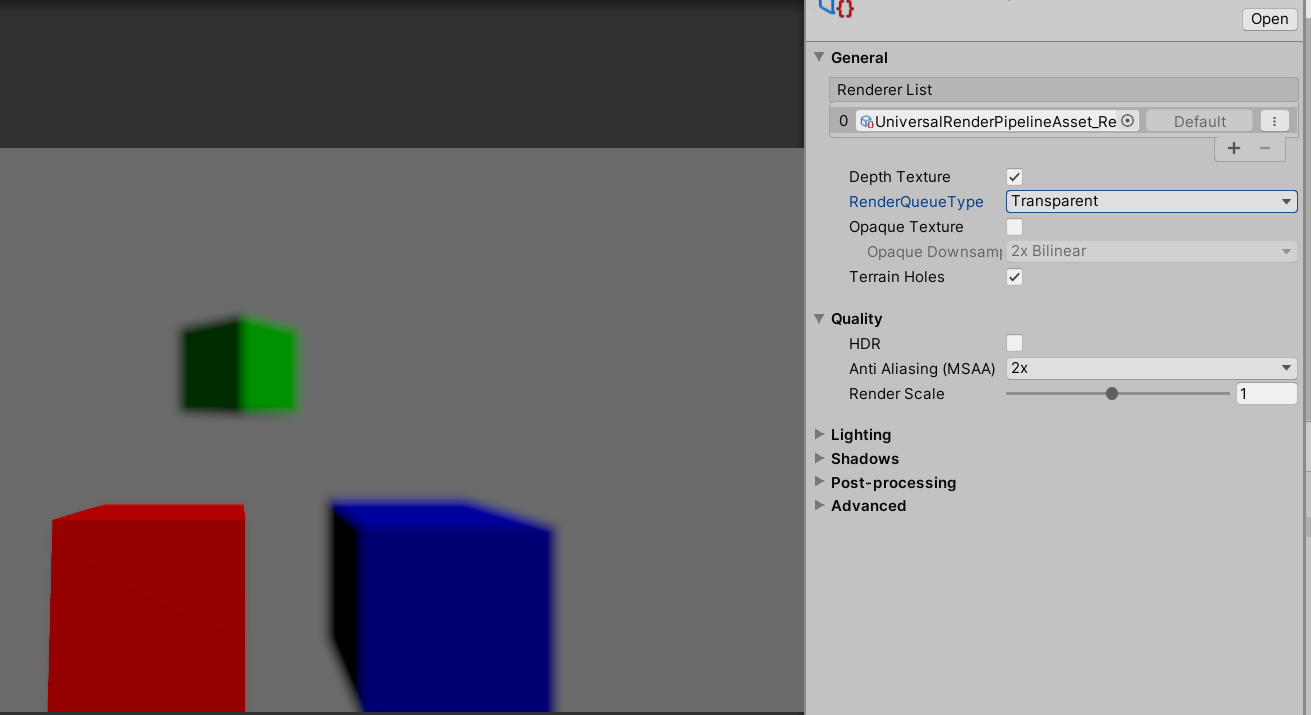 Open
General
Renderer List
0 UniversalRenderPipelineAsset_Re Default
Depth Texture
RenderQueueType Transparent
Opaque Texture
Opaque Downsam 2x Bilinear
Terrain Holes
Quality
HDR
Anti Aliasing (MSAA) 2x
Render Scale 1
Lighting
Shadows
Post-processing
Advanced